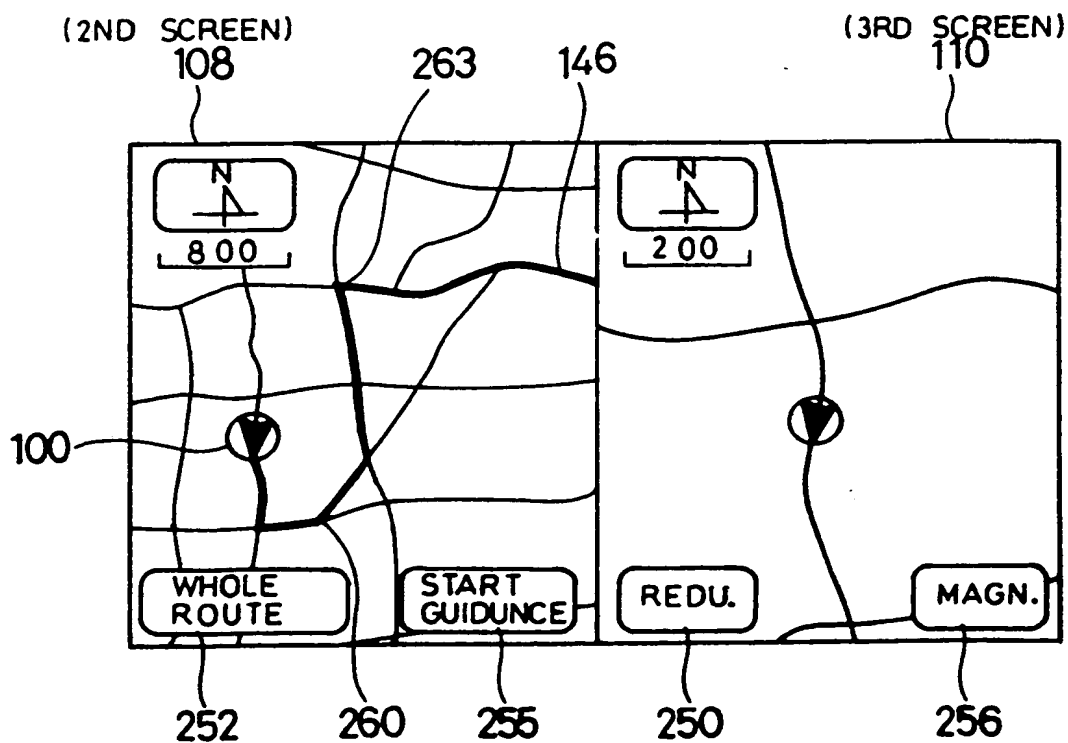 (2ND SCREEN)
(3RD SCREEN)
108
263
146
110
N
800
N
200
100
WHOLE
ROUTE
START
GUIDUNCE
REDU.
MAGN.
252
260
255
250
256